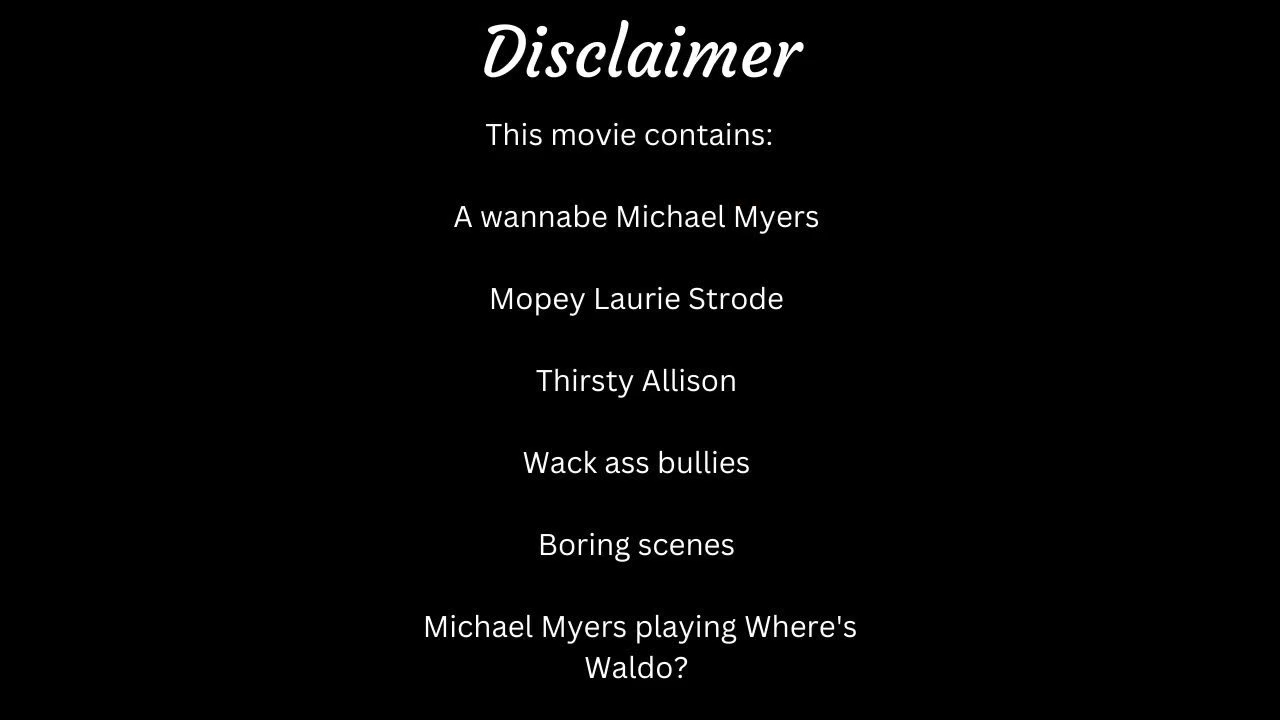 Disclaimer
This movie contains:
A wannabe Michael Myers
Mopey Laurie Strode
Thirsty Allison
Wack ass bullies
Boring scenes
Michael Myers playing Where's
Waldo?